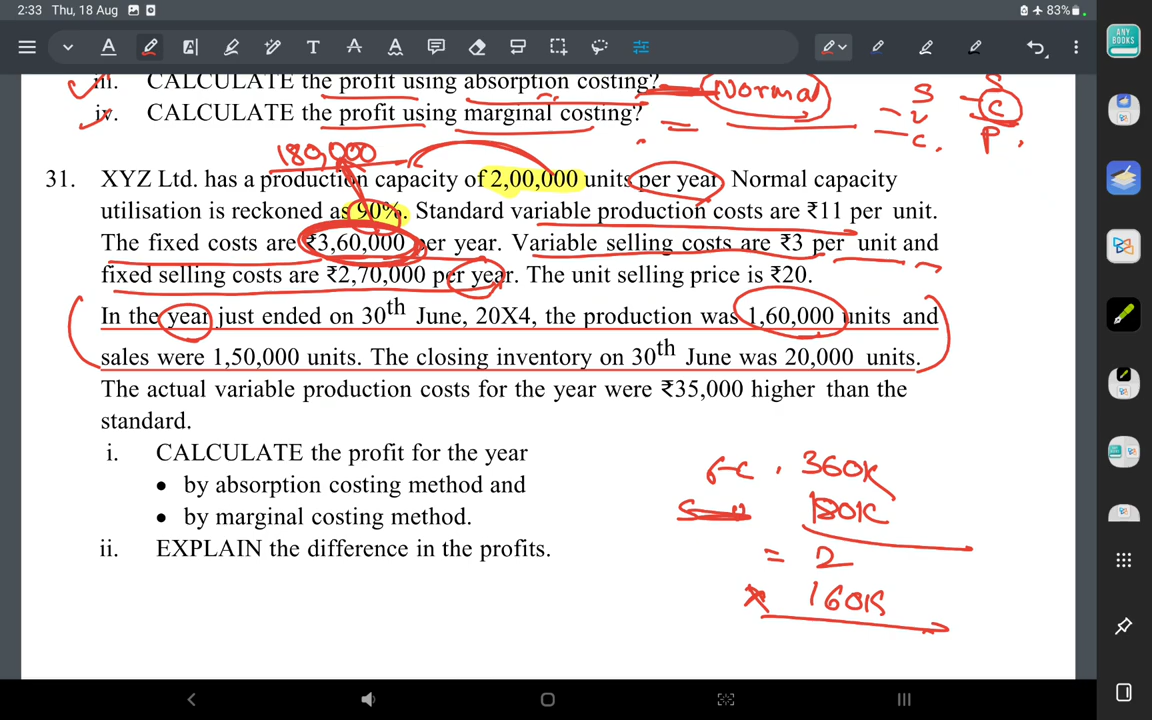 2:33 Thu, 18 Aug 83%
iii. CALCULATE the profit using absorption costing? Normal S S
iv. CALCULATE the profit using marginal costing? = V C
C. P.
180,000
31. XYZ Ltd. has a production capacity of 2,00,000 units per year. Normal capacity
utilisation is reckoned as 90%. Standard variable production costs are ₹11 per unit.
The fixed costs are ₹3,60,000 per year. Variable selling costs are ₹3 per unit and
fixed selling costs are ₹2,70,000 per year. The unit selling price is ₹20.
In the year just ended on 30th June, 20X4, the production was 1,60,000 units and
sales were 1,50,000 units. The closing inventory on 30th June was 20,000 units.
The actual variable production costs for the year were ₹35,000 higher than the
standard.
i. CALCULATE the profit for the year
• by absorption costing method and
• by marginal costing method.
ii. EXPLAIN the difference in the profits.
FC . 360K
180K
= 2
× 160K
ANY
BOOKS